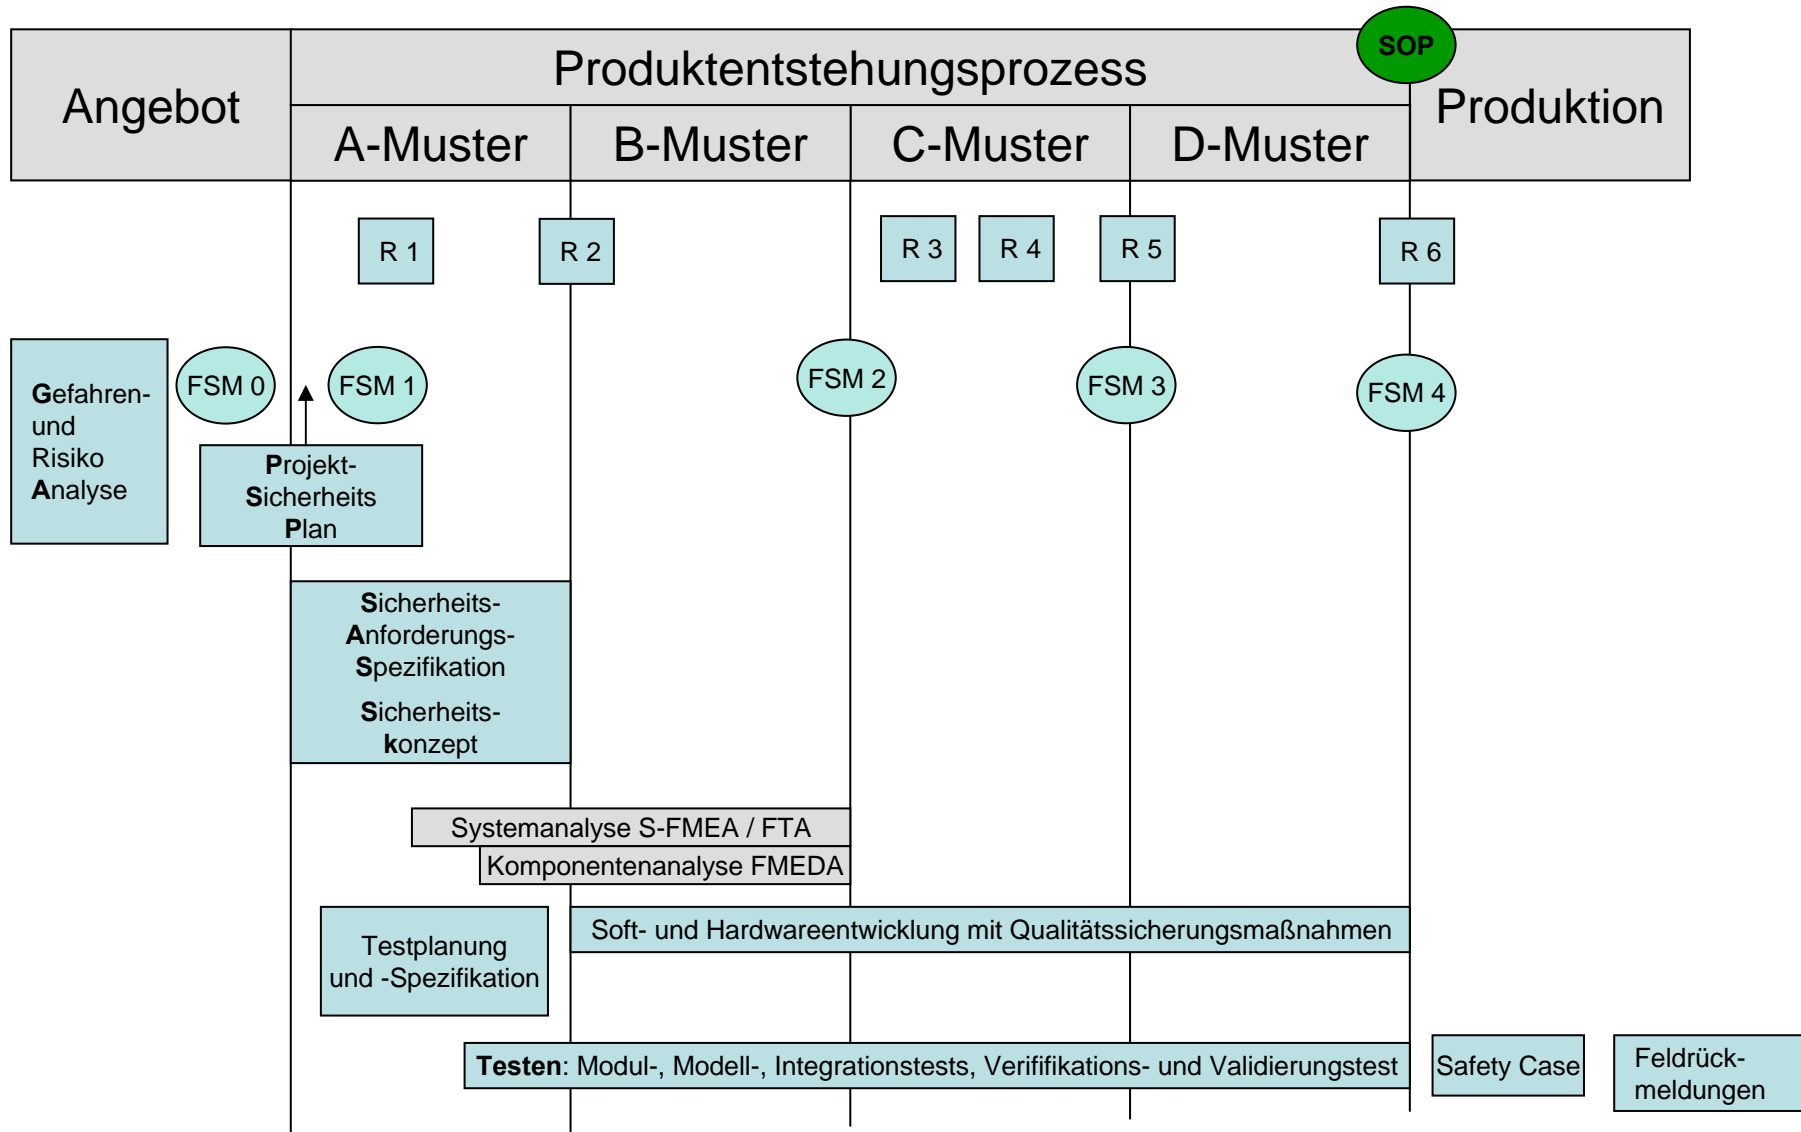 SOP
Angebot
Produktentstehungsprozess
Produktion
A-Muster
B-Muster
C-Muster
D-Muster
R 1
R 2
R 3
R 4
R 5
R 6
Gefahren-
und
Risiko
Analyse
FSM 0
FSM 1
FSM 2
FSM 3
FSM 4
Projekt-
Sicherheits
Plan
Sicherheits-
Anforderungs-
Spezifikation
Sicherheits-
konzept
Systemanalyse S-FMEA / FTA
Komponentenanalyse FMEDA
Testplanung
und -Spezifikation
Soft- und Hardwareentwicklung mit Qualitätssicherungsmaßnahmen
Testen: Modul-, Modell-, Integrationstests, Verififikations- und Validierungstest
Safety Case
Feldrück-
meldungen